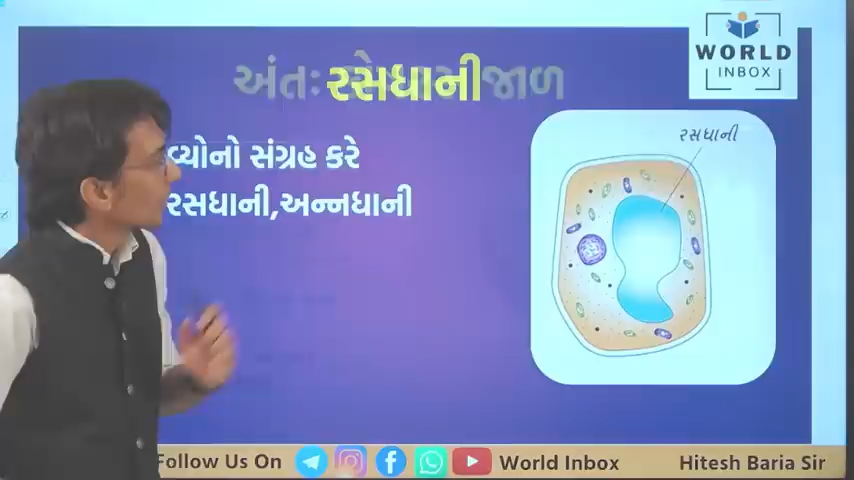 રસધાની
WORLD
INBOX
રસધાની
સંગ્રહ કરે
રસધાની,અન્નધાની
Follow Us On
World Inbox
Hitesh Baria Sir